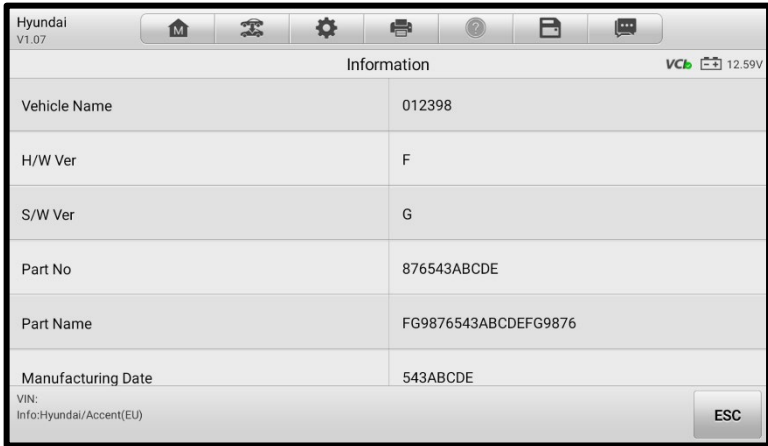 Hyundai
V1.07
M
Information
VCI 12.59V
Vehicle Name 012398
H/W Ver F
S/W Ver G
Part No 876543ABCDE
Part Name FG9876543ABCDEFG9876
Manufacturing Date 543ABCDE
VIN:
Info:Hyundai/Accent(EU)
ESC